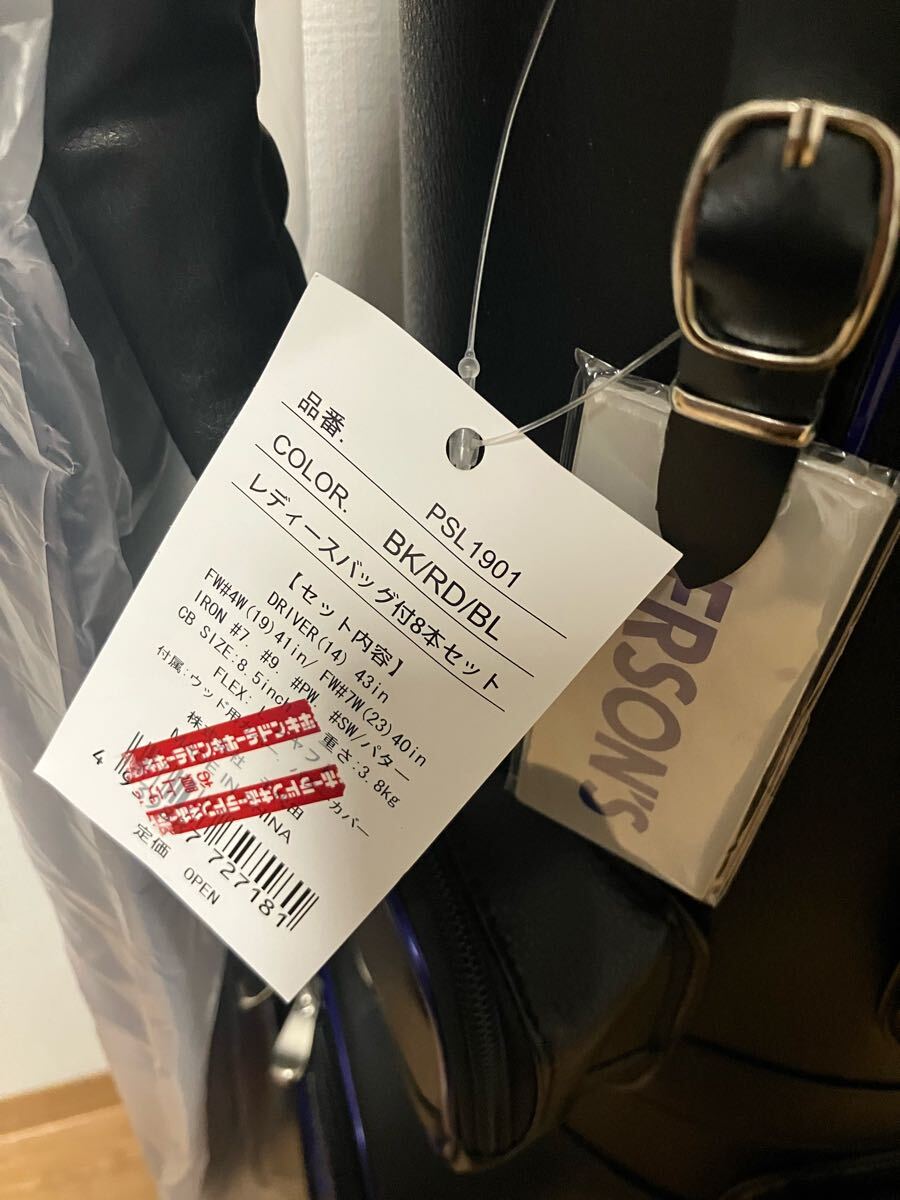 品番. PSL1901
COLOR. BK/RD/BL
レディースバッグ付8本セット
【セット内容】
DRIVER(14) 43in
FW#4W(19)41in/ FW#7W(23)40in
IRON #7. #9. #PW #SW/パター
CB SIZE:8.5inch 重さ:3.8kg
FLEX:
付属:ウッド用 カバー
MADE IN CHINA
7727181
定価 OPEN
ERSON'S